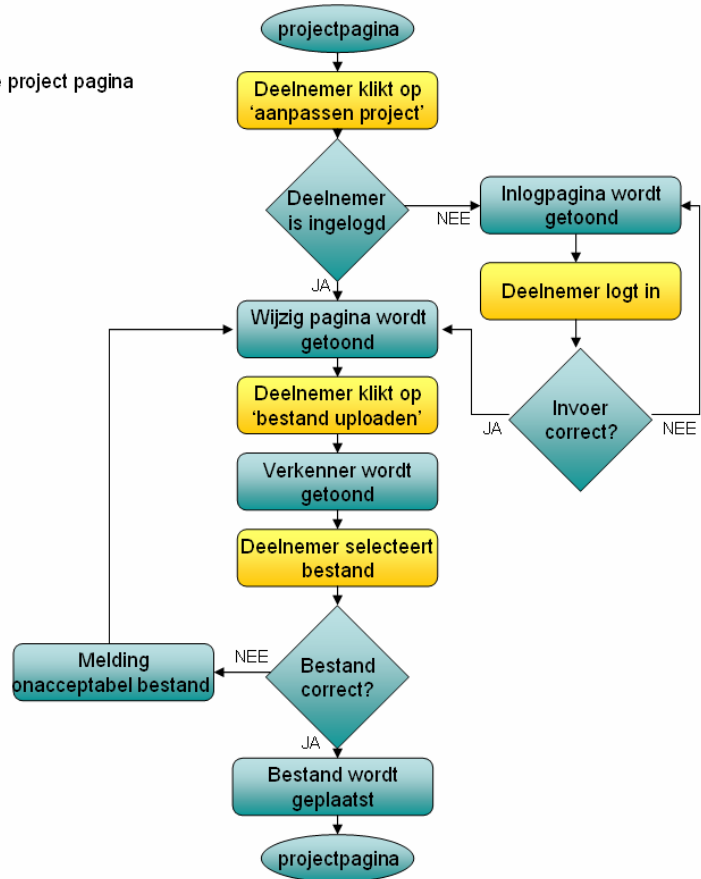 projectpagina
project pagina
Deelnemer klikt op
‘aanpassen project’
Deelnemer
is ingelogd
NEE
Inlogpagina wordt
getoond
JA
Deelnemer logt in
Wijzig pagina wordt
getoond
Invoer
correct?
JA
NEE
Deelnemer klikt op
‘bestand uploaden’
Verkenner wordt
getoond
Deelnemer selecteert
bestand
Melding
onacceptabel bestand
NEE
Bestand
correct?
JA
Bestand wordt
geplaatst
projectpagina